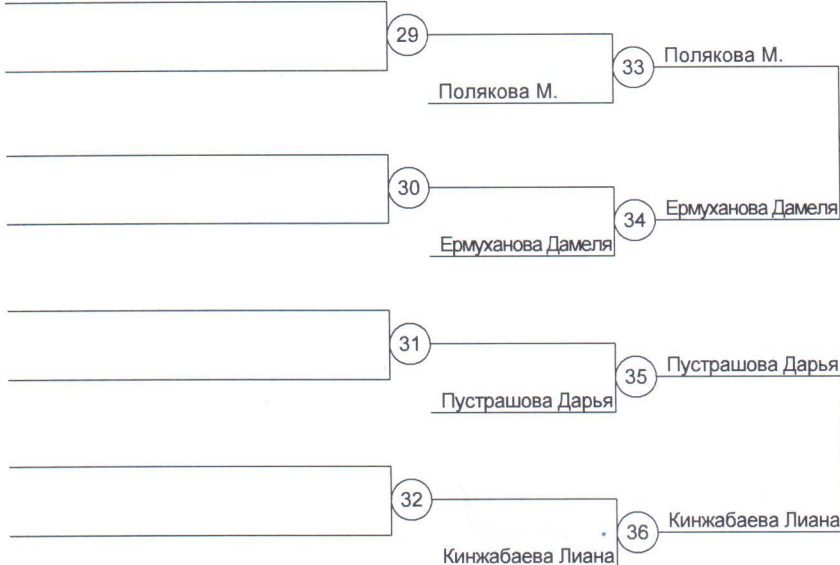 29
33
Полякова М.
Полякова М.
30
34
Ермуханова Дамеля
Ермуханова Дамеля
31
35
Пустрашова Дарья
Пустрашова Дарья
32
36
Кинжабаева Лиана
Кинжабаева Лиана